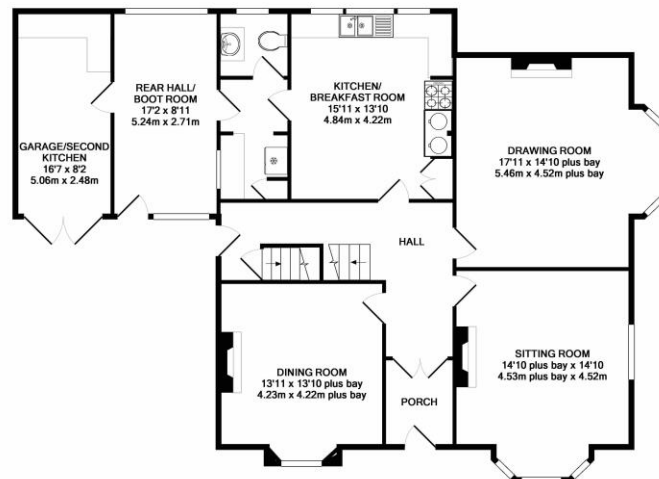 REAR HALL/
BOOT ROOM
17'2 x 8'11
5.24m x 2.71m
KITCHEN/
BREAKFAST ROOM
15'11 x 13'10
4.84m x 4.22m
GARAGE/SECOND
KITCHEN
16'7 x 8'2
5.06m x 2.48m
DRAWING ROOM
17'11 x 14'10 plus bay
5.46m x 4.52m plus bay
HALL
DINING ROOM
13'11 x 13'10 plus bay
4.23m x 4.22m plus bay
PORCH
SITTING ROOM
14'10 plus bay x 14'10
4.53m plus bay x 4.52m